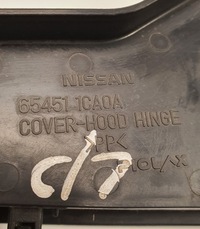 NISSAN
65451 1CA0A
COVER-HOOD HINGE
>PP<